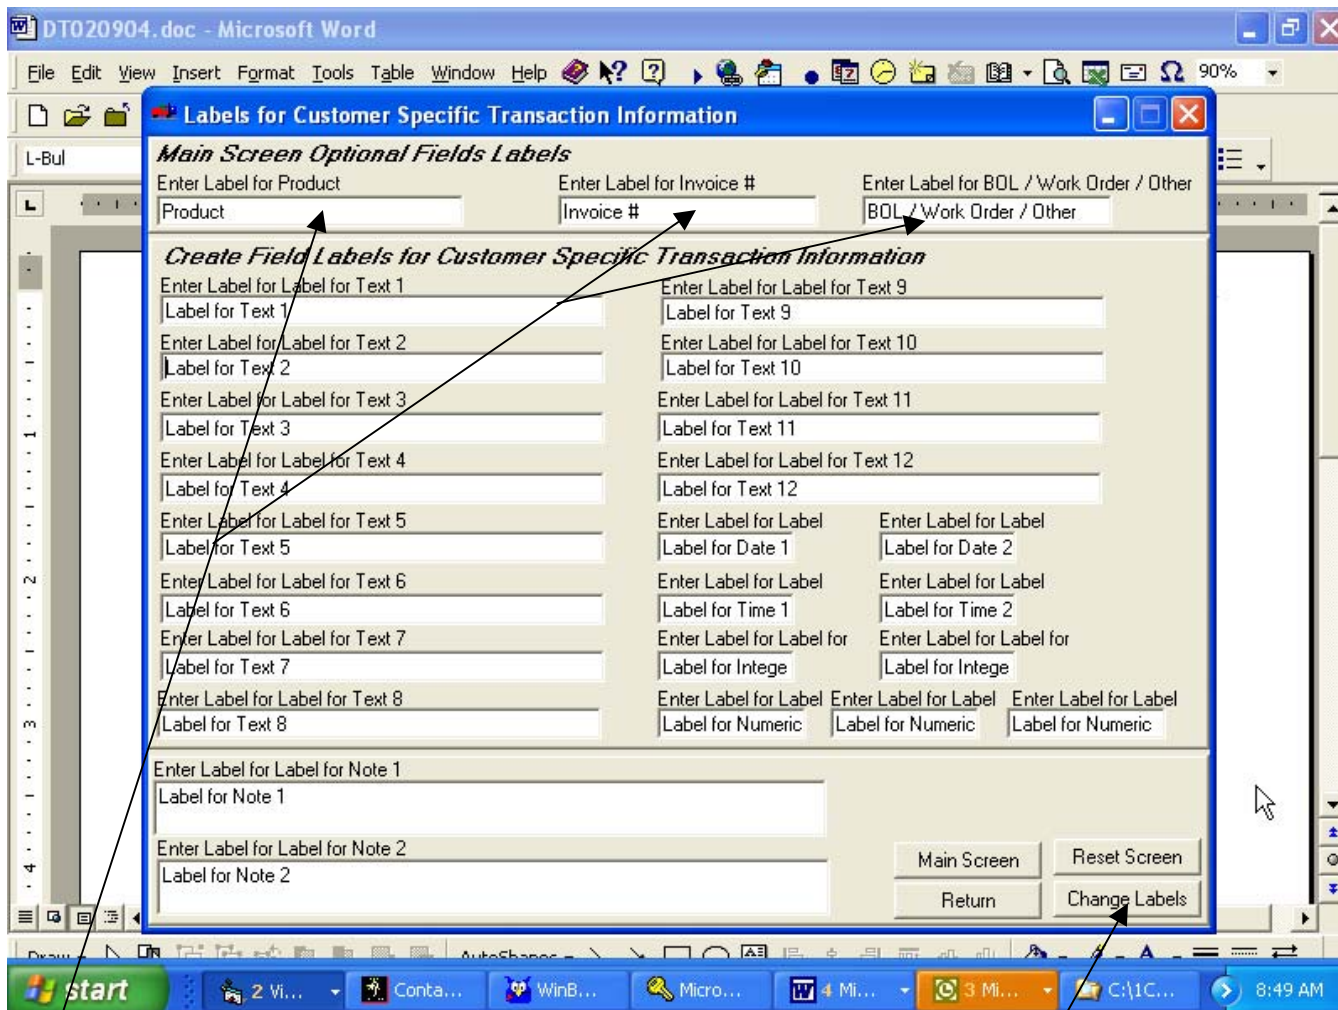 DT020904.doc - Microsoft Word
File Edit View Insert Format Tools Table Window Help 90%
Labels for Customer Specific Transaction Information
L-Bul
Main Screen Optional Fields Labels
Enter Label for Product Enter Label for Invoice # Enter Label for BOL / Work Order / Other
Product Invoice # BOL / Work Order / Other
Create Field Labels for Customer Specific Transaction Information
Enter Label for Label for Text 1 Enter Label for Label for Text 9
Label for Text 1 Label for Text 9
Enter Label for Label for Text 2 Enter Label for Label for Text 10
Label for Text 2 Label for Text 10
Enter Label for Label for Text 3 Enter Label for Label for Text 11
Label for Text 3 Label for Text 11
Enter Label for Label for Text 4 Enter Label for Label for Text 12
Label for Text 4 Label for Text 12
Enter Label for Label for Text 5 Enter Label for Label Enter Label for Label
Label for Text 5 Label for Date 1 Label for Date 2
Enter Label for Label for Text 6 Enter Label for Label Enter Label for Label
Label for Text 6 Label for Time 1 Label for Time 2
Enter Label for Label for Text 7 Enter Label for Label for Enter Label for Label for
Label for Text 7 Label for Intege Label for Intege
Enter Label for Label for Text 8 Enter Label for Label Enter Label for Label Enter Label for Label
Label for Text 8 Label for Numeric Label for Numeric Label for Numeric
Enter Label for Label for Note 1
Label for Note 1
Enter Label for Label for Note 2
Label for Note 2
Main Screen Reset Screen
Return Change Labels
Draw AutoShapes
start 2 Vi... Conta... WinB... Micro... 4 Mi... 3 Mi... C:\1C... 8:49 AM